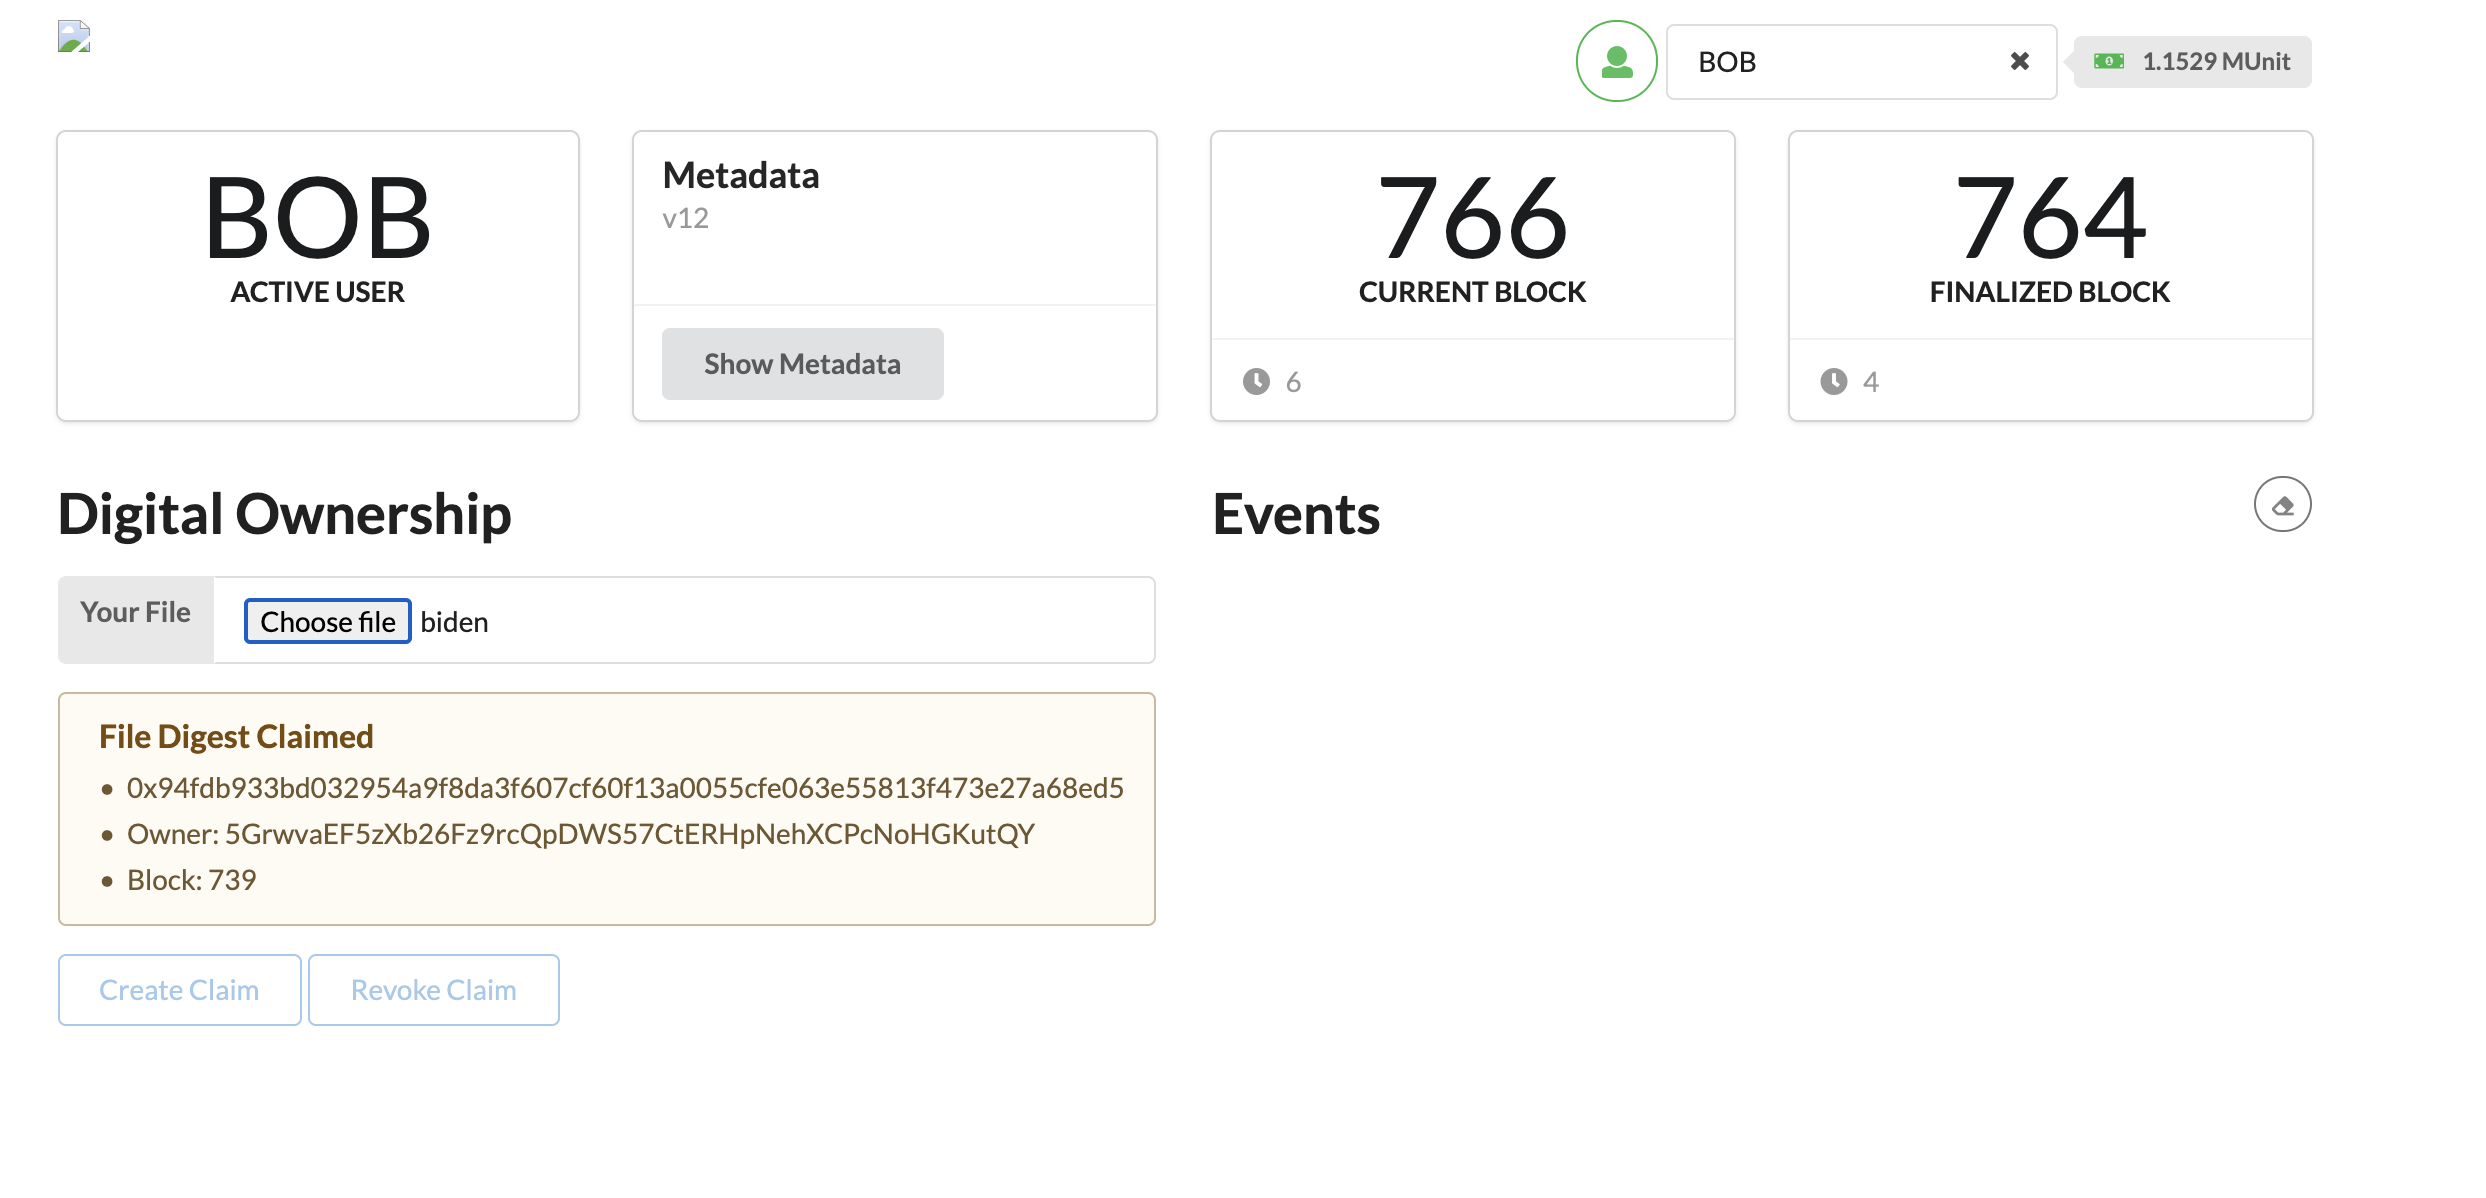 BOB
1.1529 MUnit
BOB
ACTIVE USER
Metadata
v12
Show Metadata
766
CURRENT BLOCK
6
764
FINALIZED BLOCK
4
Digital Ownership
Your File
Choose file biden
File Digest Claimed
• 0x94fdb933bd032954a9f8da3f607cf60f13a0055cfe063e55813f473e27a68ed5
• Owner: 5GrwvaEF5zXb26Fz9rcQpDWS57CtERHpNehXCPcNoHGKutQY
• Block: 739
Create Claim
Revoke Claim
Events